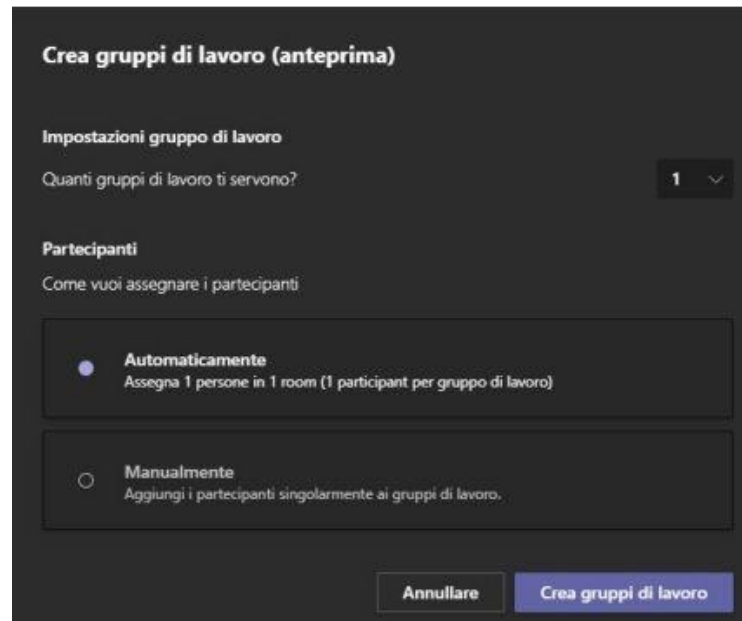 Crea gruppi di lavoro (anteprima)
Impostazioni gruppo di lavoro
Quanti gruppi di lavoro ti servono?
1
Partecipanti
Come vuoi assegnare i partecipanti
Automaticamente
Assegna 1 persone in 1 room (1 participant per gruppo di lavoro)
Manualmente
Aggiungi i partecipanti singolarmente ai gruppi di lavoro.
Annullare
Crea gruppi di lavoro